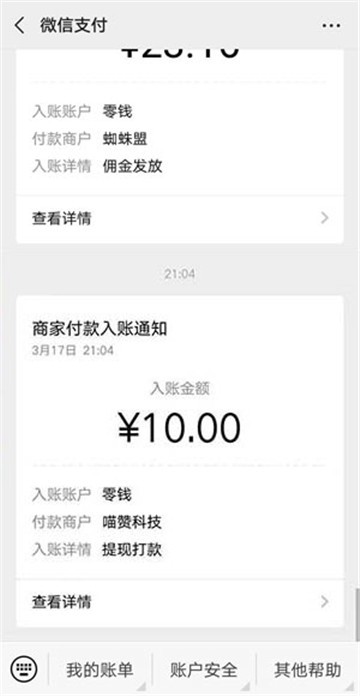 微信支付
入账账户 零钱
付款商户 蜘蛛盟
入账详情 佣金发放
查看详情
21:04
商家付款入账通知
3月17日 21:04
入账金额
¥10.00
入账账户 零钱
付款商户 喵赞科技
入账详情 提现打款
查看详情
我的账单
账户安全
其他帮助